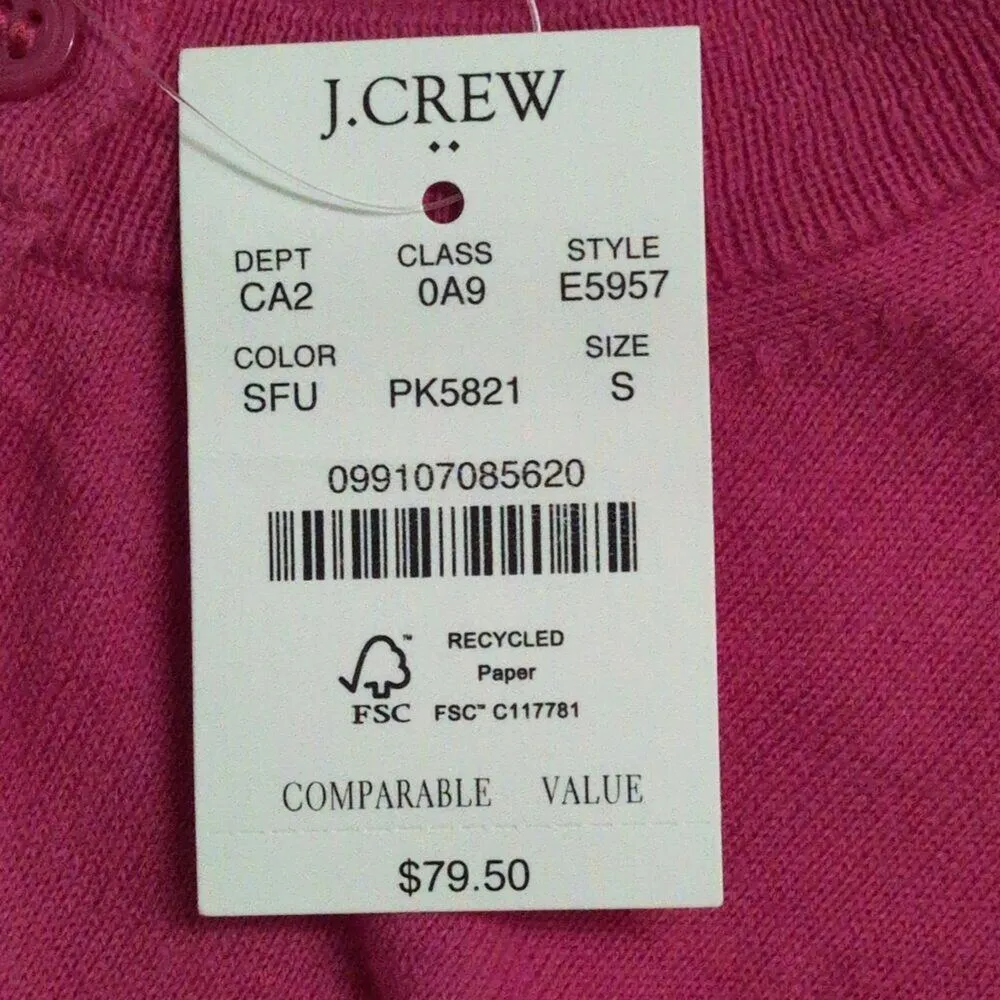 J.CREW
DEPT CLASS STYLE
CA2 0A9 E5957
COLOR SIZE
SFU PK5821 S
099107085620
RECYCLED
Paper
FSC™ C117781
™
FSC
COMPARABLE VALUE
$79.50